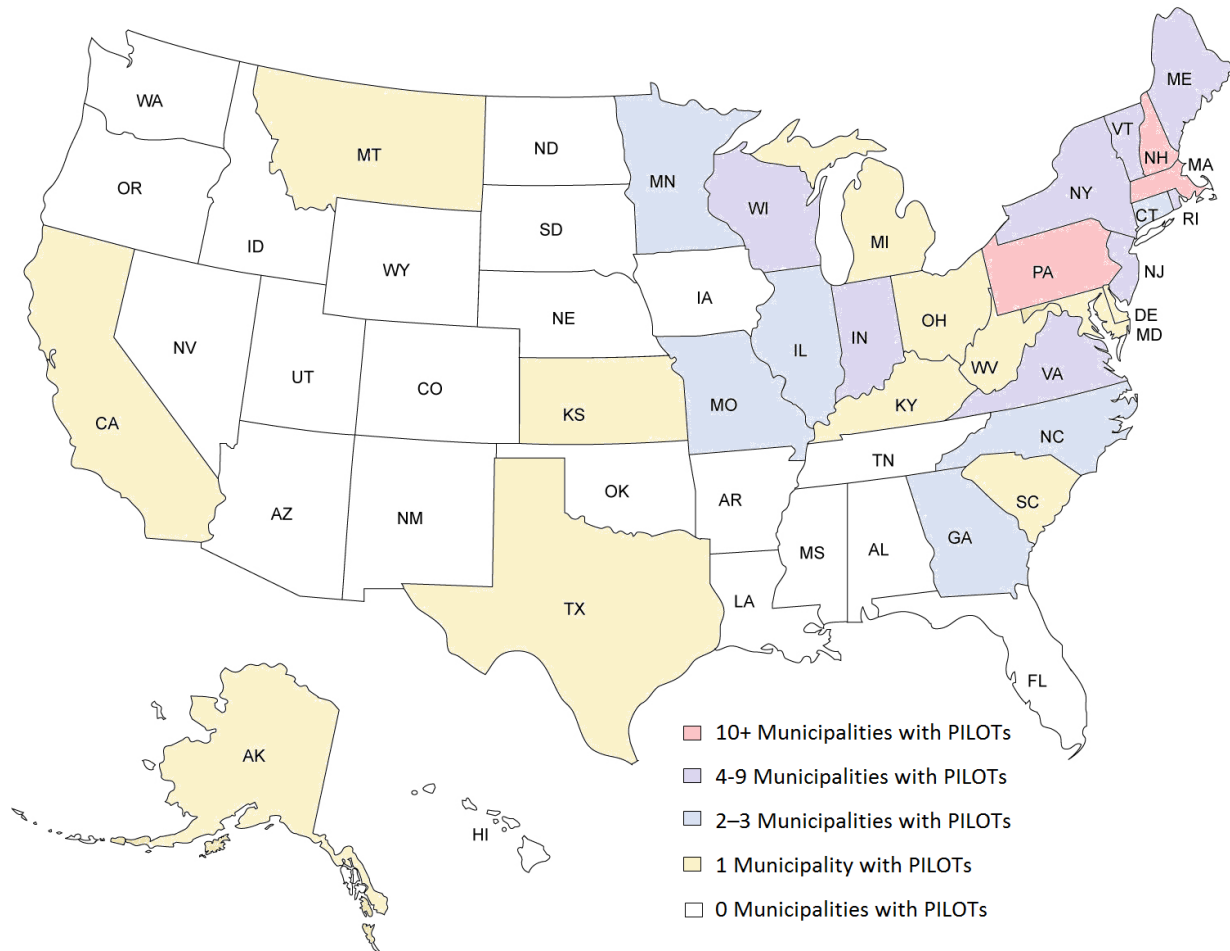 WA
MT
ND
MN
ME
VT
NH
MA
OR
ID
SD
WI
NY
CT
RI
WY
MI
PA
NJ
IA
NE
OH
DE
MD
NV
UT
CO
IL
IN
WV
VA
CA
KS
MO
KY
NC
TN
AZ
NM
OK
AR
SC
MS
AL
GA
TX
LA
FL
AK
HI
10+ Municipalities with PILOTs
4-9 Municipalities with PILOTs
2–3 Municipalities with PILOTs
1 Municipality with PILOTs
0 Municipalities with PILOTs